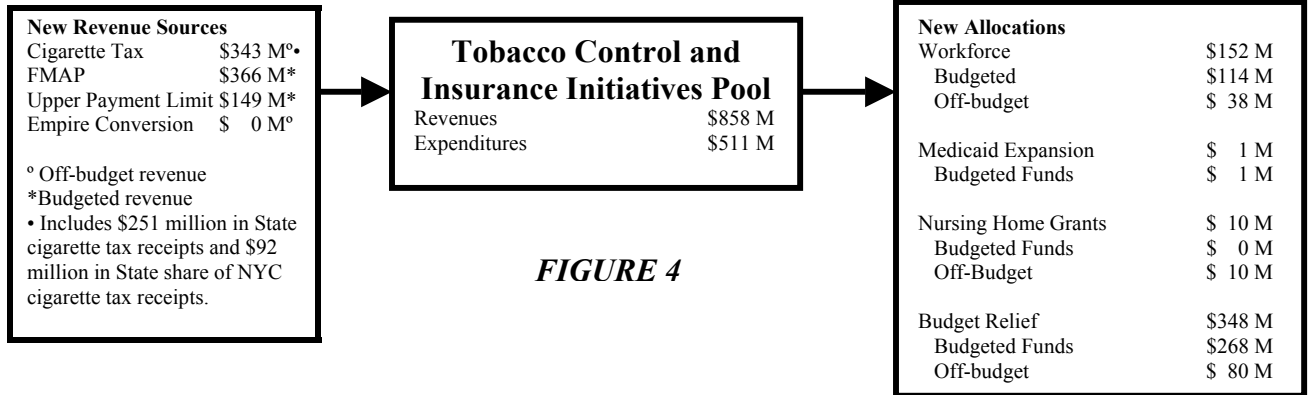 New Revenue Sources
Cigarette Tax $343 Mº•
FMAP $366 M*
Upper Payment Limit $149 M*
Empire Conversion $ 0 Mº
º Off-budget revenue
*Budgeted revenue
• Includes $251 million in State
cigarette tax receipts and $92
million in State share of NYC
cigarette tax receipts.
Tobacco Control and
Insurance Initiatives Pool
Revenues $858 M
Expenditures $511 M
FIGURE 4
New Allocations
Workforce $152 M
Budgeted $114 M
Off-budget $ 38 M
Medicaid Expansion $ 1 M
Budgeted Funds $ 1 M
Nursing Home Grants $ 10 M
Budgeted Funds $ 0 M
Off-Budget $ 10 M
Budget Relief $348 M
Budgeted Funds $268 M
Off-budget $ 80 M